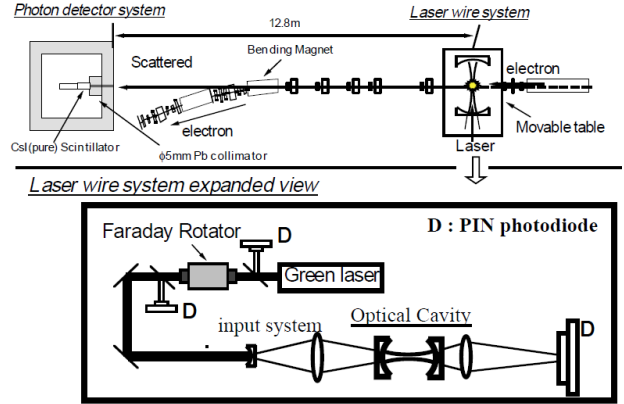 Photon detector system
Laser wire system
12.8m
Bending Magnet
Scattered
electron
electron
CsI(pure) Scintillator
ϕ5mm Pb collimator
Movable table
Laser
Laser wire system expanded view
D : PIN photodiode
Faraday Rotator
D
Green laser
D
input system
Optical Cavity
D